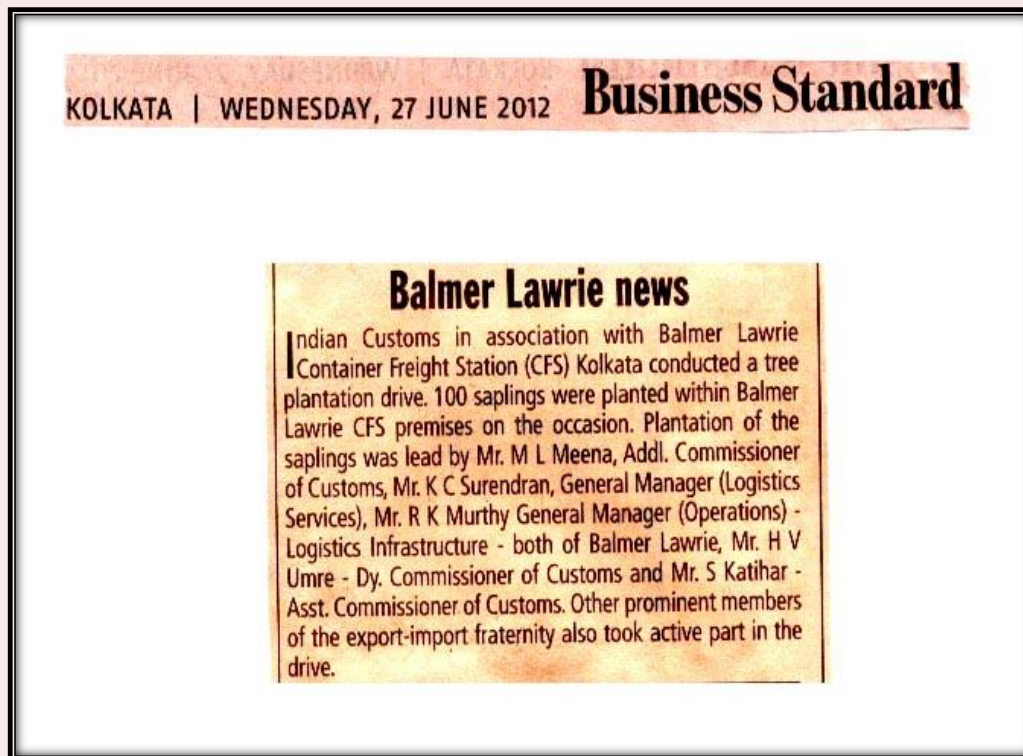 KOLKATA | WEDNESDAY, 27 JUNE 2012 Business Standard
Balmer Lawrie news
Indian Customs in association with Balmer Lawrie
Container Freight Station (CFS) Kolkata conducted a tree
plantation drive. 100 saplings were planted within Balmer
Lawrie CFS premises on the occasion. Plantation of the
saplings was lead by Mr. M L Meena, Addl. Commissioner
of Customs, Mr. K C Surendran, General Manager (Logistics
Services), Mr. R K Murthy General Manager (Operations) -
Logistics Infrastructure - both of Balmer Lawrie, Mr. H V
Umre - Dy. Commissioner of Customs and Mr. S Katihar -
Asst. Commissioner of Customs. Other prominent members
of the export-import fraternity also took active part in the
drive.